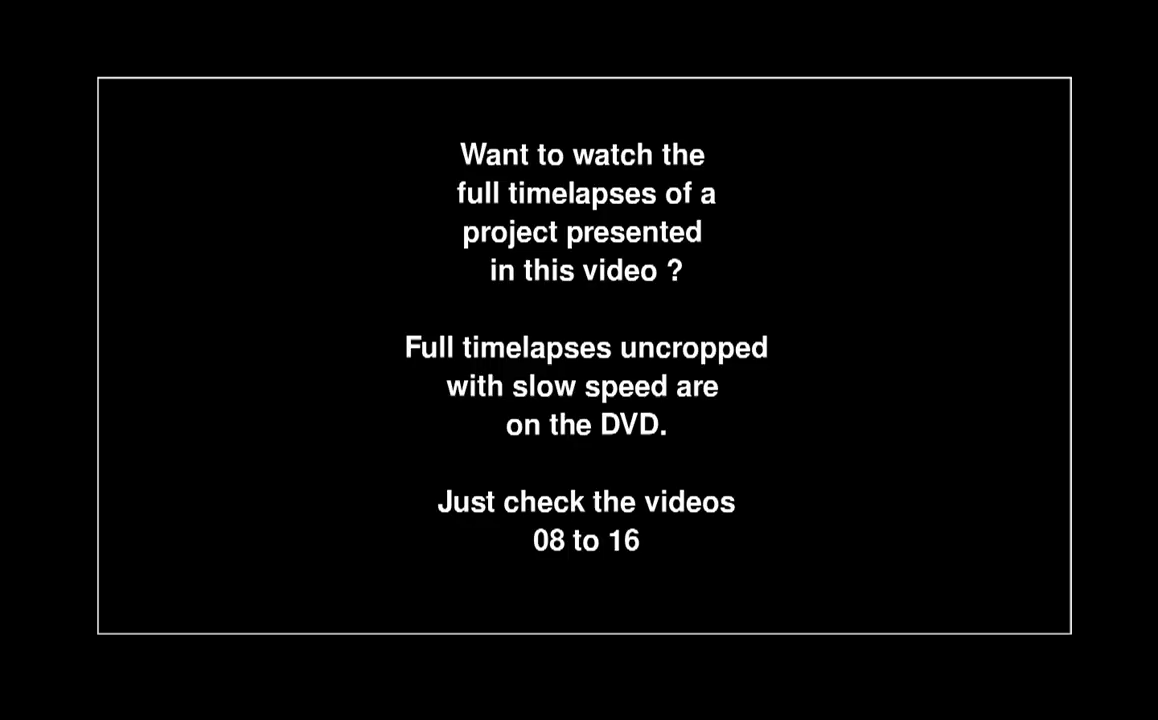 Want to watch the
full timelapses of a
project presented
in this video ?
Full timelapses uncropped
with slow speed are
on the DVD.
Just check the videos
08 to 16